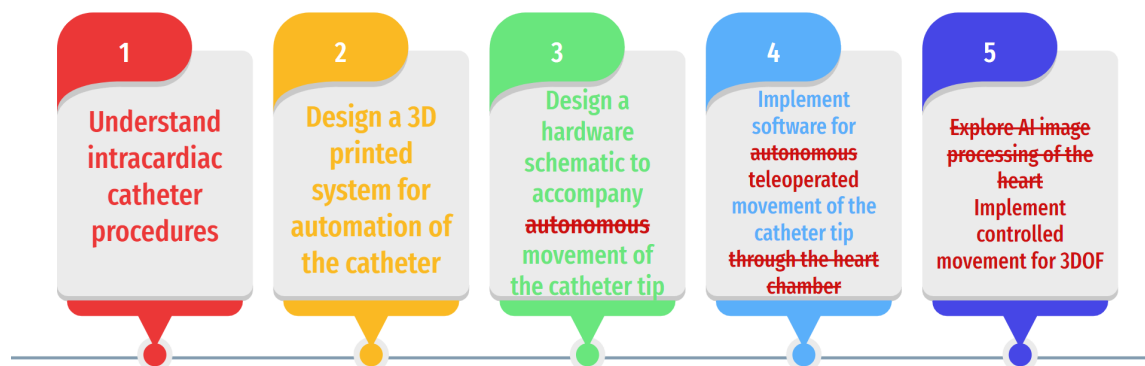 1
Understand
intracardiac
catheter
procedures
2
Design a 3D
printed
system for
automation of
the catheter
3
Design a
hardware
schematic to
accompany
autonomous
movement of
the catheter tip
4
Implement
software for
autonomous
teleoperated
movement of the
catheter tip
through the heart
chamber
5
Explore AI image
processing of the
heart
Implement
controlled
movement for 3DOF